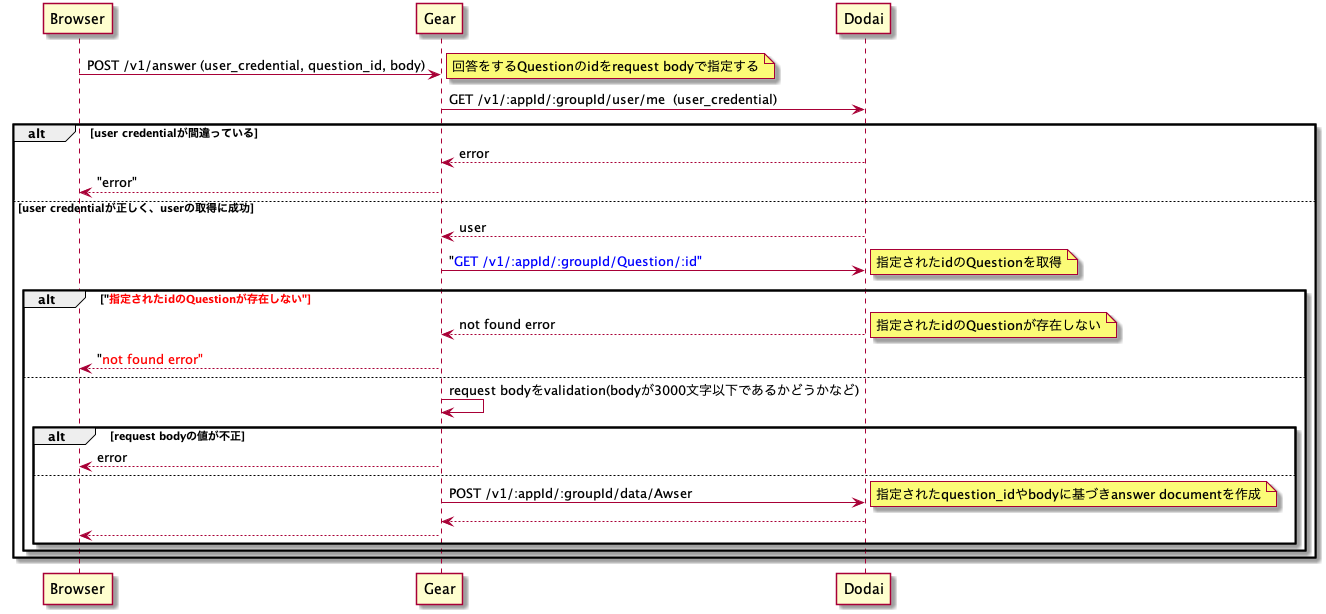 Browser Gear Dodai
POST /v1/answer (user_credential, question_id, body) 回答をするQuestionのidをrequest bodyで指定する
GET /v1/:appId/:groupId/user/me (user_credential)
alt [user credentialが間違っている]
error
"error"
[user credentialが正しく、userの取得に成功]
user
"GET /v1/:appId/:groupId/Question/:id" 指定されたidのQuestionを取得
alt ["指定されたidのQuestionが存在しない"]
not found error 指定されたidのQuestionが存在しない
"not found error"
request bodyをvalidation(bodyが3000文字以下であるかどうかなど)
alt [request bodyの値が不正]
error
POST /v1/:appId/:groupId/data/Awser 指定されたquestion_idやbodyに基づきanswer documentを作成
Browser Gear Dodai